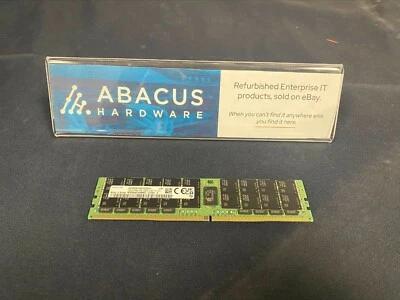 ABACUS
HARDWARE
Refurbished Enterprise IT
products, sold on eBay.
When you can't find it anywhere else
you find it here.